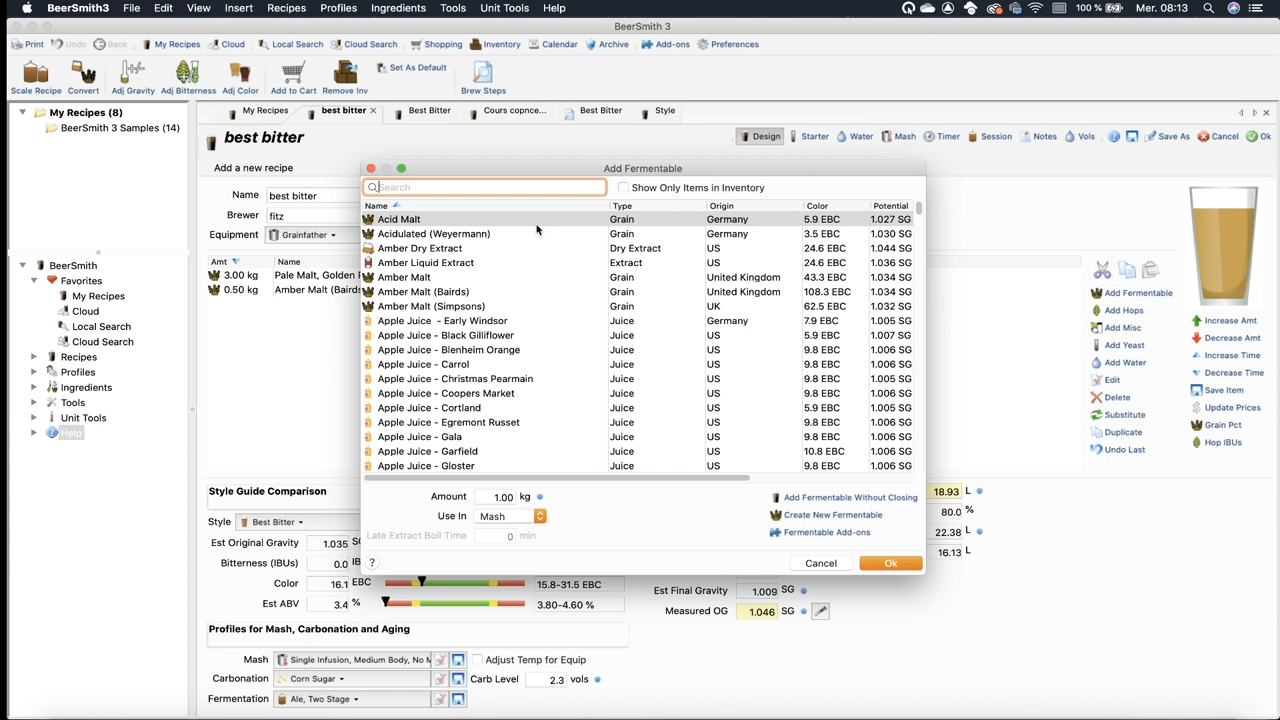 BeerSmith3 File Edit View Insert Recipes Profiles Ingredients Tools Unit Tools Help 100 % Mer. 08:13
BeerSmith 3
Print Undo Back My Recipes Cloud Local Search Cloud Search Shopping Inventory Calendar Archive Add-ons Preferences
Scale Recipe Convert Adj Gravity Adj Bitterness Adj Color Add to Cart Remove Inv Set As Default Brew Steps
My Recipes (8)
BeerSmith 3 Samples (14)
BeerSmith
Favorites
My Recipes
Cloud
Local Search
Cloud Search
Recipes
Profiles
Ingredients
Tools
Unit Tools
Help
My Recipes best bitter Best Bitter Cours copnce... Best Bitter Style
best bitter
Design Starter Water Mash Timer Session Notes Vols Save As Cancel Ok
Add a new recipe
Name best bitter
Brewer fitz
Equipment Grainfather
Amt Name
3.00 kg Pale Malt, Golden
0.50 kg Amber Malt (Bairds
Add Fermentable
Search
Show Only Items in Inventory
Name Type Origin Color Potential
Acid Malt Grain Germany 5.9 EBC 1.027 SG
Acidulated (Weyermann) Grain Germany 3.5 EBC 1.030 SG
Amber Dry Extract Dry Extract US 24.6 EBC 1.044 SG
Amber Liquid Extract Extract US 24.6 EBC 1.036 SG
Amber Malt Grain United Kingdom 43.3 EBC 1.034 SG
Amber Malt (Bairds) Grain United Kingdom 108.3 EBC 1.034 SG
Amber Malt (Simpsons) Grain UK 62.5 EBC 1.032 SG
Apple Juice - Early Windsor Juice Germany 7.9 EBC 1.005 SG
Apple Juice - Black Gilliflower Juice US 5.9 EBC 1.007 SG
Apple Juice - Blenheim Orange Juice US 9.8 EBC 1.006 SG
Apple Juice - Carrol Juice US 9.8 EBC 1.006 SG
Apple Juice - Christmas Pearmain Juice US 9.8 EBC 1.005 SG
Apple Juice - Coopers Market Juice US 9.8 EBC 1.006 SG
Apple Juice - Cortland Juice US 5.9 EBC 1.005 SG
Apple Juice - Egremont Russet Juice US 9.8 EBC 1.006 SG
Apple Juice - Gala Juice US 9.8 EBC 1.006 SG
Apple Juice - Garfield Juice US 10.8 EBC 1.006 SG
Apple Juice - Gloster Juice US 9.8 EBC 1.006 SG
Amount 1.00 kg
Use In Mash
Late Extract Boil Time 0 min
Add Fermentable Without Closing
Create New Fermentable
Fermentable Add-ons
? Cancel Ok
Add Fermentable
Add Hops
Add Misc
Add Yeast
Add Water
Edit
Delete
Substitute
Duplicate
Undo Last
Increase Amt
Decrease Amt
Increase Time
Decrease Time
Save Item
Update Prices
Grain Pct
Hop IBUs
Style Guide Comparison
Style Best Bitter
Est Original Gravity 1.035
Bitterness (IBUs) 0.0
Color 16.1 EBC 15.8-31.5 EBC
Est ABV 3.4 % 3.80-4.60 %
18.93 L
80.0 %
22.38 L
16.13 L
Est Final Gravity 1.009 SG
Measured OG 1.046 SG
Profiles for Mash, Carbonation and Aging
Mash Single Infusion, Medium Body, No Adjust Temp for Equip
Carbonation Corn Sugar Carb Level 2.3 vols
Fermentation Ale, Two Stage